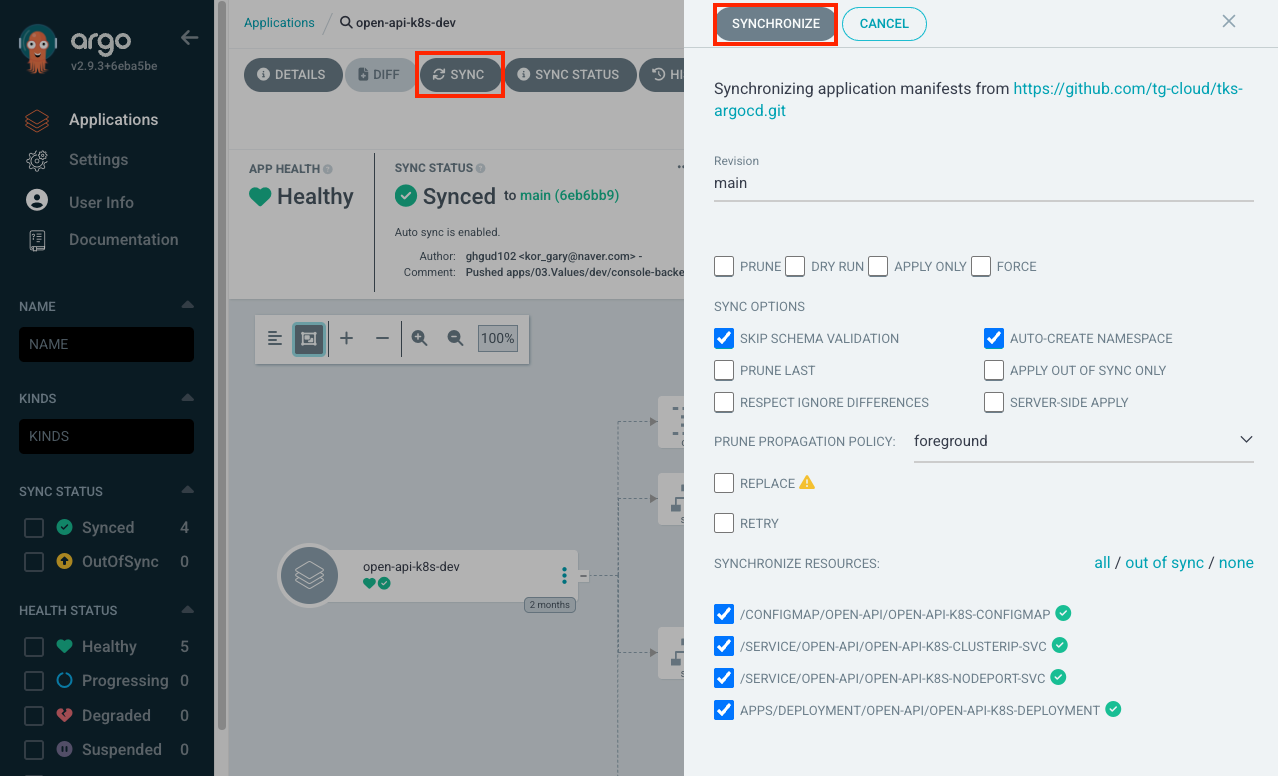 argo
v2.9.3+6eba5be
Applications
Settings
User Info
Documentation
NAME
NAME
KINDS
KINDS
SYNC STATUS
Synced 4
OutOfSync 0
HEALTH STATUS
Healthy 5
Progressing 0
Degraded 0
Suspended 0
Applications / open-api-k8s-dev
DETAILS DIFF SYNC SYNC STATUS HI
APP HEALTH
Healthy
SYNC STATUS
Synced to main (6eb6bb9)
Auto sync is enabled.
Author: ghgud102 <kor_gary@naver.com> -
Comment: Pushed apps/03.Values/dev/console-backe
100%
open-api-k8s-dev
2 months
SYNCHRONIZE CANCEL
Synchronizing application manifests from https://github.com/tg-cloud/tks-
argocd.git
Revision
main
PRUNE DRY RUN APPLY ONLY FORCE
SYNC OPTIONS
SKIP SCHEMA VALIDATION AUTO-CREATE NAMESPACE
PRUNE LAST APPLY OUT OF SYNC ONLY
RESPECT IGNORE DIFFERENCES SERVER-SIDE APPLY
PRUNE PROPAGATION POLICY: foreground
REPLACE
RETRY
SYNCHRONIZE RESOURCES: all / out of sync / none
/CONFIGMAP/OPEN-API/OPEN-API-K8S-CONFIGMAP
/SERVICE/OPEN-API/OPEN-API-K8S-CLUSTERIP-SVC
/SERVICE/OPEN-API/OPEN-API-K8S-NODEPORT-SVC
APPS/DEPLOYMENT/OPEN-API/OPEN-API-K8S-DEPLOYMENT